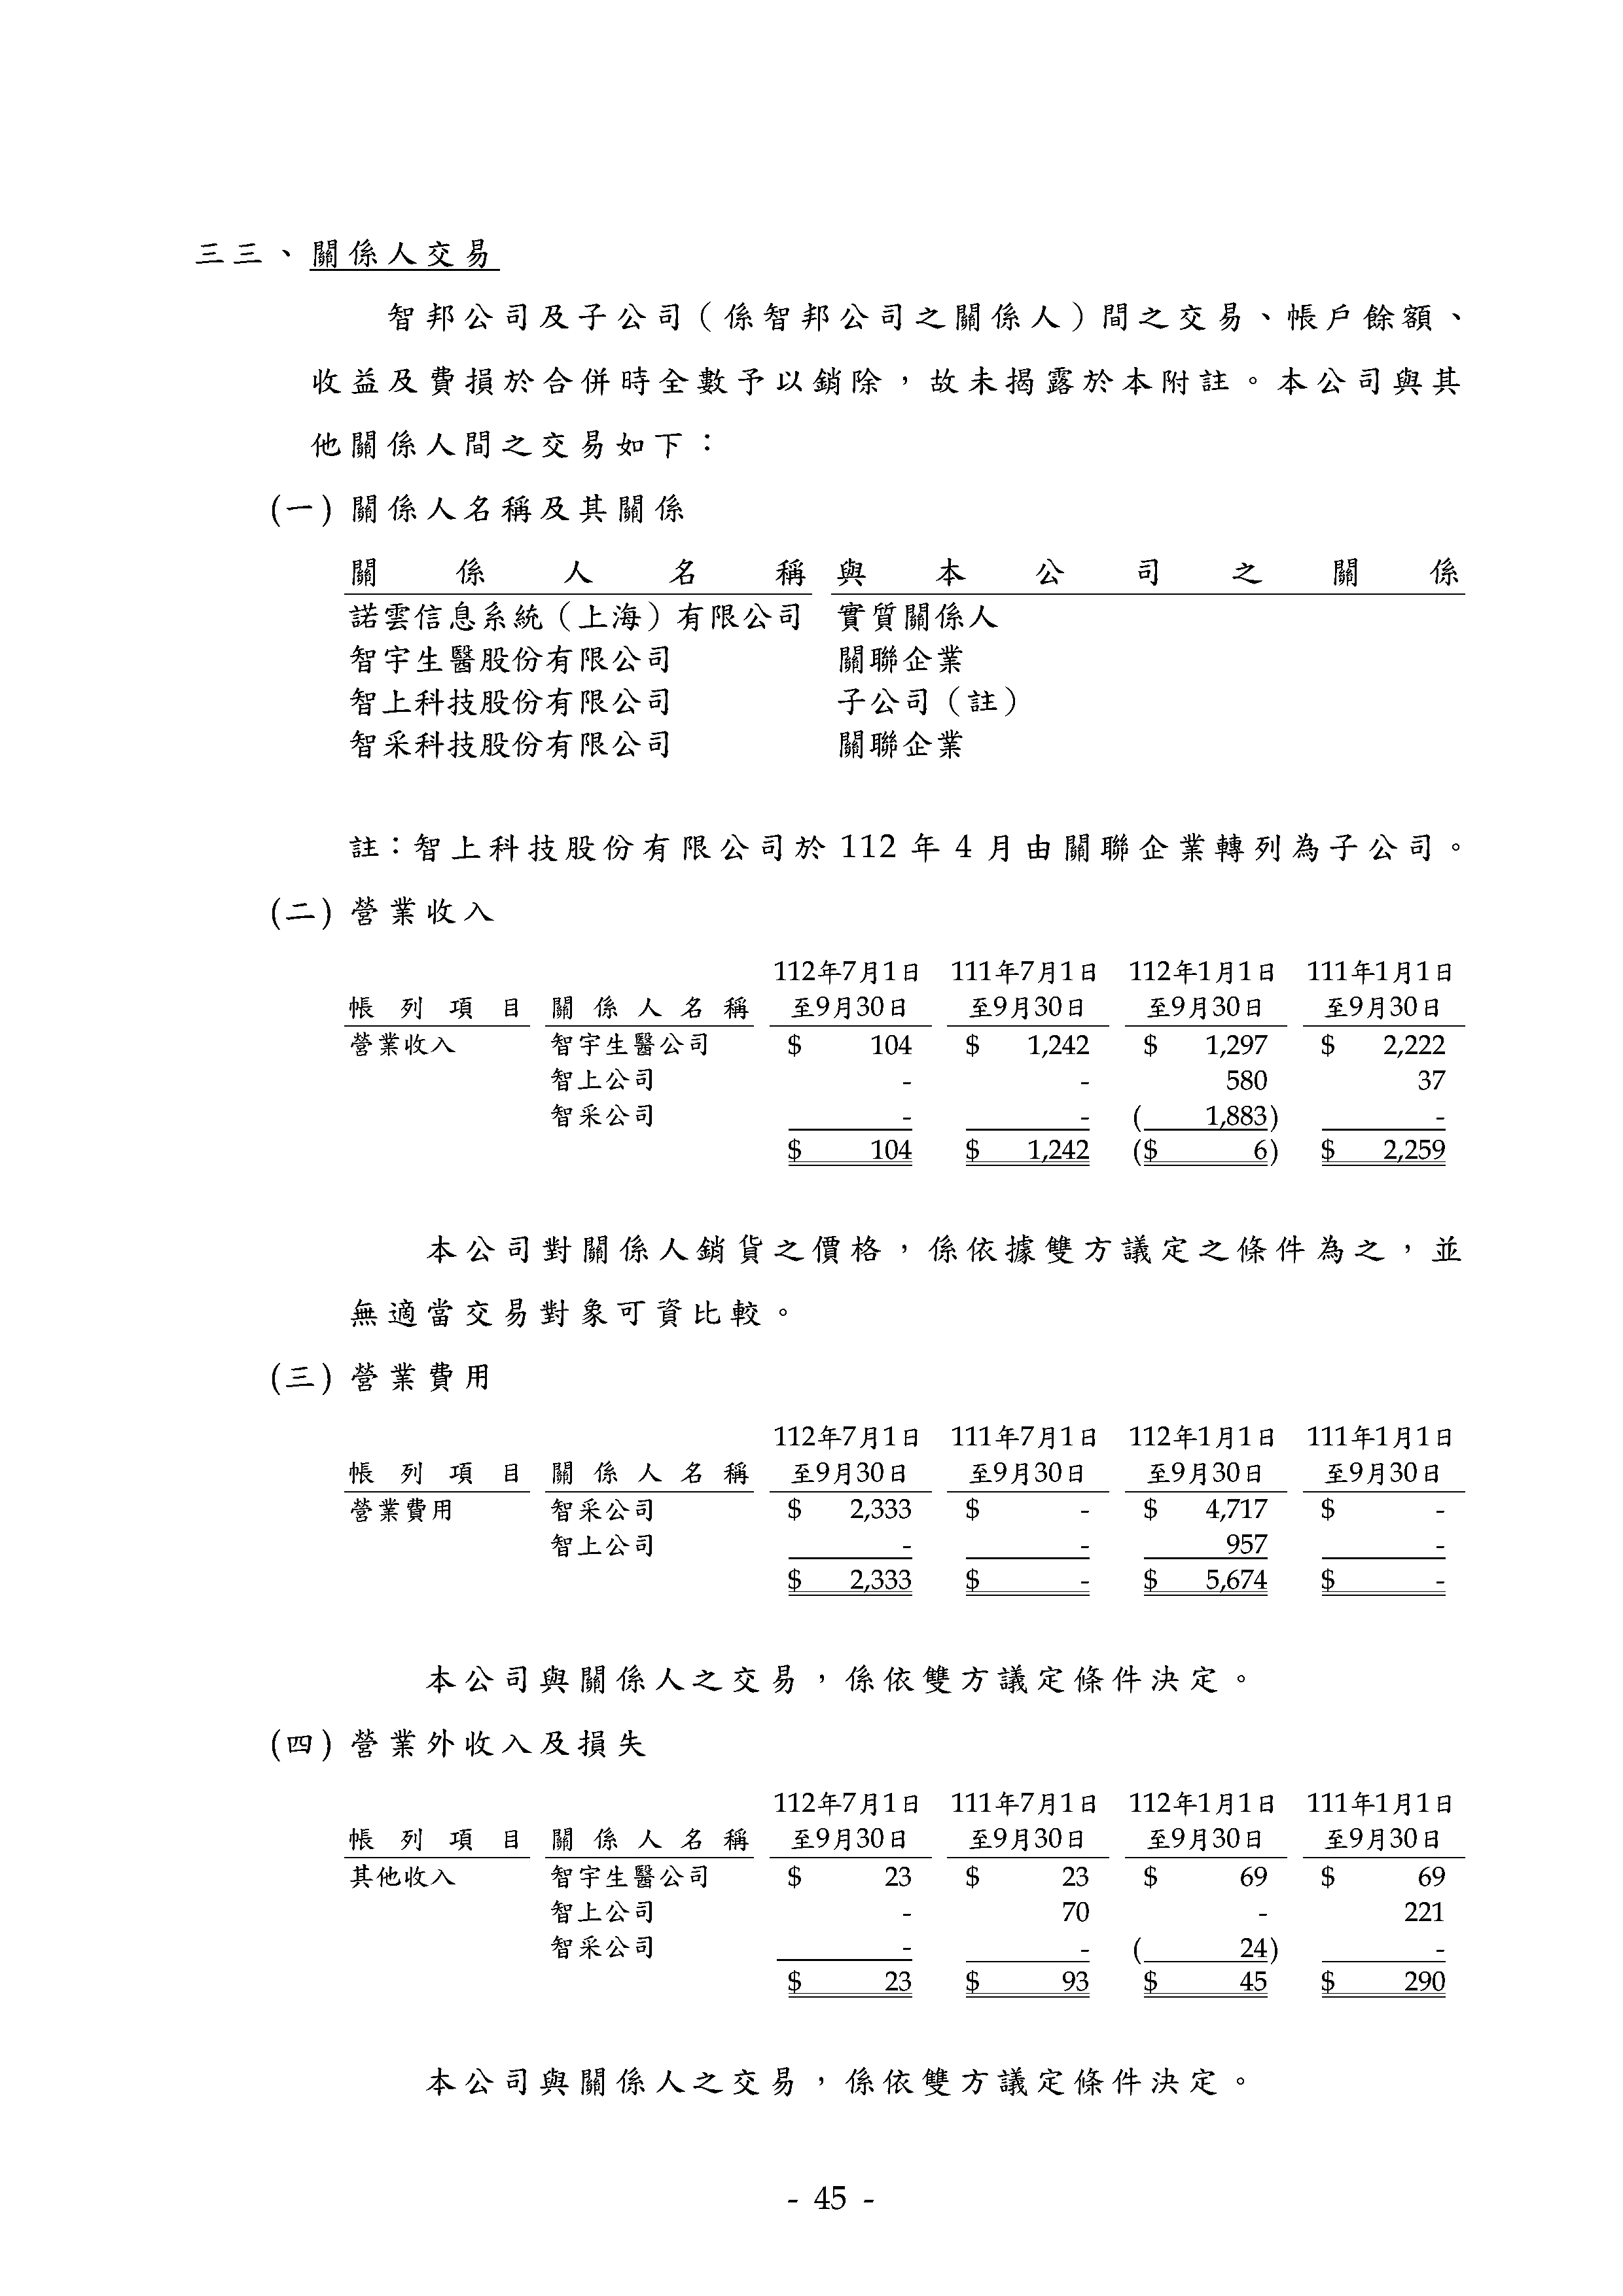 三三、關係人交易
智邦公司及子公司（係智邦公司之關係人）間之交易、帳戶餘額、
收益及費損於合併時全數予以銷除，故未揭露於本附註。本公司與其
他關係人間之交易如下：
(一) 關係人名稱及其關係
關係人名稱 與本公司之關係
諾雲信息系統（上海）有限公司 實質關係人
智宇生醫股份有限公司 關聯企業
智上科技股份有限公司 子公司（註）
智采科技股份有限公司 關聯企業
註：智上科技股份有限公司於 112 年 4 月由關聯企業轉列為子公司。
(二) 營業收入
112年7月1日 111年7月1日 112年1月1日 111年1月1日
帳列項目 關係人名稱 至9月30日 至9月30日 至9月30日 至9月30日
營業收入 智宇生醫公司 $ 104 $ 1,242 $ 1,297 $ 2,222
智上公司 - - 580 37
智采公司 - - ( 1,883) -
$ 104 $ 1,242 ($ 6) $ 2,259
本公司對關係人銷貨之價格，係依據雙方議定之條件為之，並
無適當交易對象可資比較。
(三) 營業費用
112年7月1日 111年7月1日 112年1月1日 111年1月1日
帳列項目 關係人名稱 至9月30日 至9月30日 至9月30日 至9月30日
營業費用 智采公司 $ 2,333 $ - $ 4,717 $ -
智上公司 - - 957 -
$ 2,333 $ - $ 5,674 $ -
本公司與關係人之交易，係依雙方議定條件決定。
(四) 營業外收入及損失
112年7月1日 111年7月1日 112年1月1日 111年1月1日
帳列項目 關係人名稱 至9月30日 至9月30日 至9月30日 至9月30日
其他收入 智宇生醫公司 $ 23 $ 23 $ 69 $ 69
智上公司 - 70 - 221
智采公司 - - ( 24) -
$ 23 $ 93 $ 45 $ 290
本公司與關係人之交易，係依雙方議定條件決定。
- 45 -